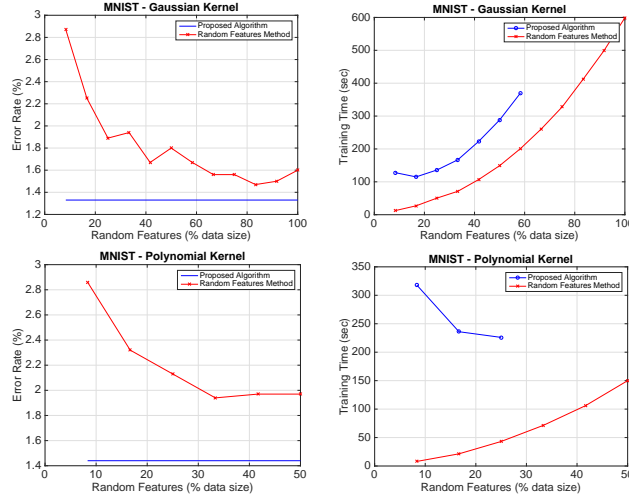 MNIST - Gaussian Kernel
3
2.8
2.6
2.4
2.2
2
1.8
1.6
1.4
1.2
Error Rate (%)
Proposed Algorithm
Random Features Method
0 20 40 60 80 100
Random Features (% data size)
MNIST - Gaussian Kernel
600
500
400
300
200
100
0
Training Time (sec)
Proposed Algorithm
Random Features Method
0 20 40 60 80 100
Random Features (% data size)
MNIST - Polynomial Kernel
3
2.8
2.6
2.4
2.2
2
1.8
1.6
1.4
Error Rate (%)
Proposed Algorithm
Random Features Method
0 10 20 30 40 50
Random Features (% data size)
MNIST - Polynomial Kernel
350
300
250
200
150
100
50
0
Training Time (sec)
Proposed Algorithm
Random Features Method
0 10 20 30 40 50
Random Features (% data size)